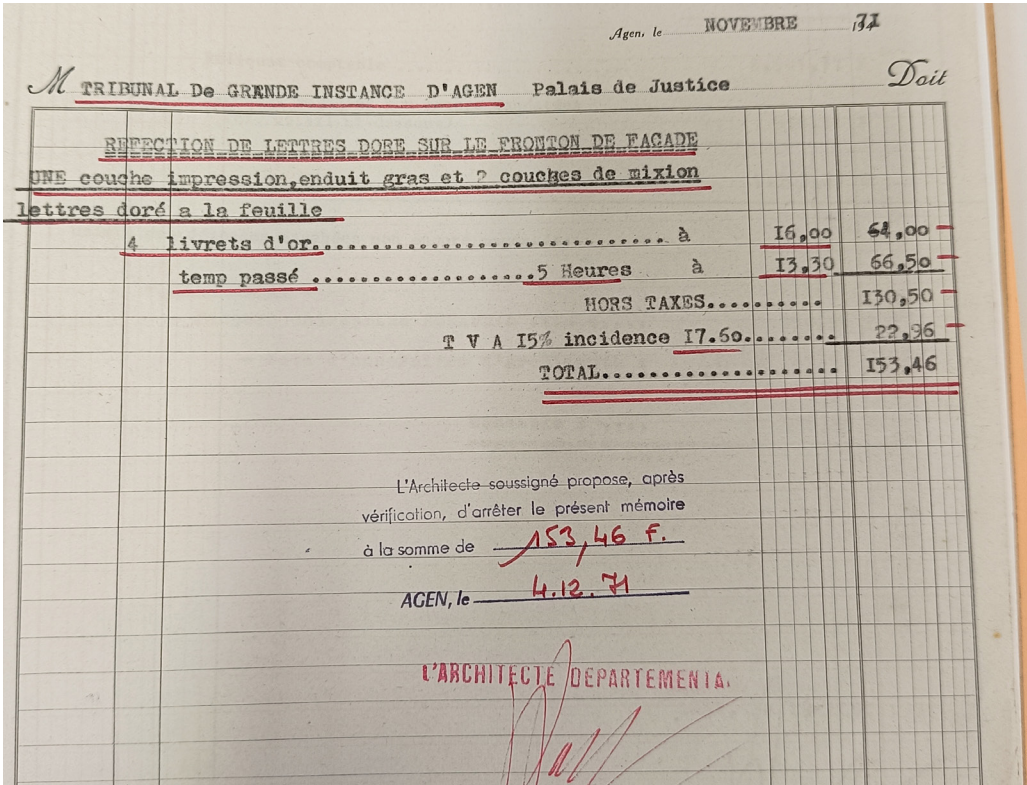 Agen, le NOVEMBRE 71
M TRIBUNAL De GRANDE INSTANCE D'AGEN Palais de Justice Doit
REFECTION DE LETTRES DORE SUR LE FRONTON DE FACADE
UNE couche impression,enduit gras et 2 couches de mixion
lettres doré a la feuille
4 livrets d'or................................ à I6,00 64,00
temp passé ....................5 Heures à I3,30 66,50
HORS TAXES.......... I30,50
T V A I5% incidence I7.60......... 22,96
TOTAL..................... I53,46
L'Architecte soussigné propose, après
vérification, d'arrêter le présent mémoire
à la somme de 153,46 F.
AGEN, le 4.12.71
L'ARCHITECTE DEPARTEMENTA